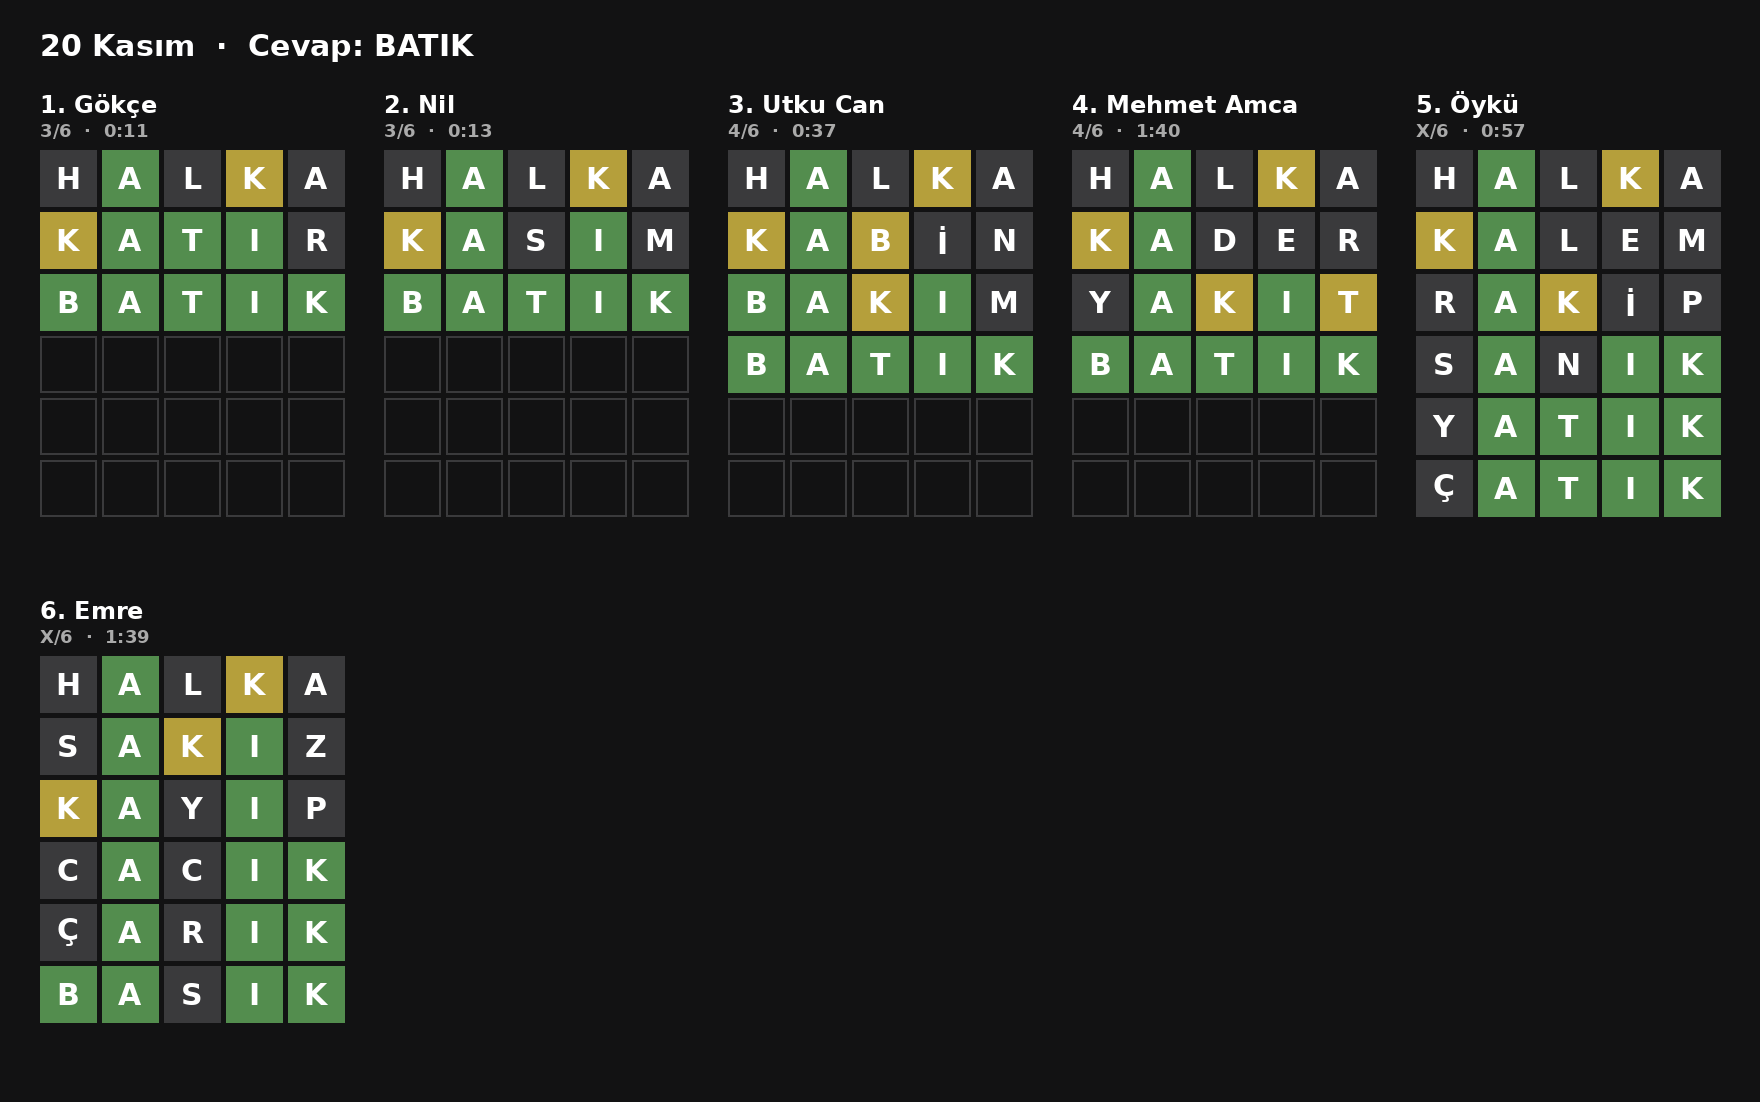 20 Kasım · Cevap: BATIK
1. Gökçe
3/6 · 0:11
HALKA
KATIR
BATIK
2. Nil
3/6 · 0:13
HALKA
KASIM
BATIK
3. Utku Can
4/6 · 0:37
HALKA
KABİN
BAKIM
BATIK
4. Mehmet Amca
4/6 · 1:40
HALKA
KADER
YAKIT
BATIK
5. Öykü
X/6 · 0:57
HALKA
KALEM
RAKİP
SANIK
YATIK
ÇATIK
6. Emre
X/6 · 1:39
HALKA
SAKIZ
KAYIP
CACIK
ÇARIK
BASIK